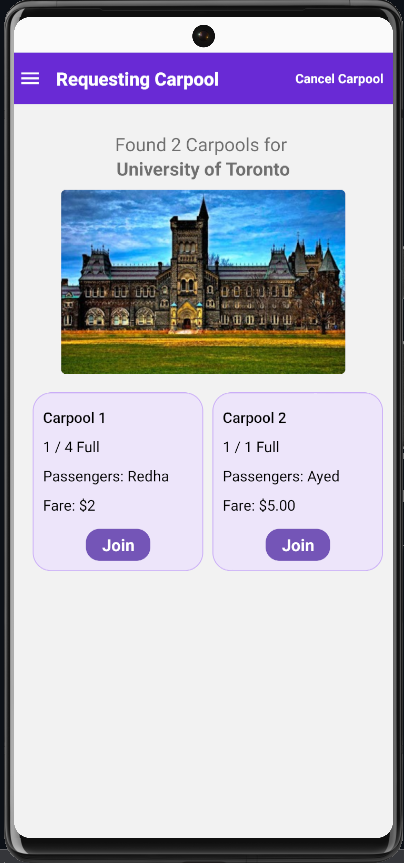 Requesting Carpool
Cancel Carpool
Found 2 Carpools for
University of Toronto
Carpool 1
1 / 4 Full
Passengers: Redha
Fare: $2
Join
Carpool 2
1 / 1 Full
Passengers: Ayed
Fare: $5.00
Join